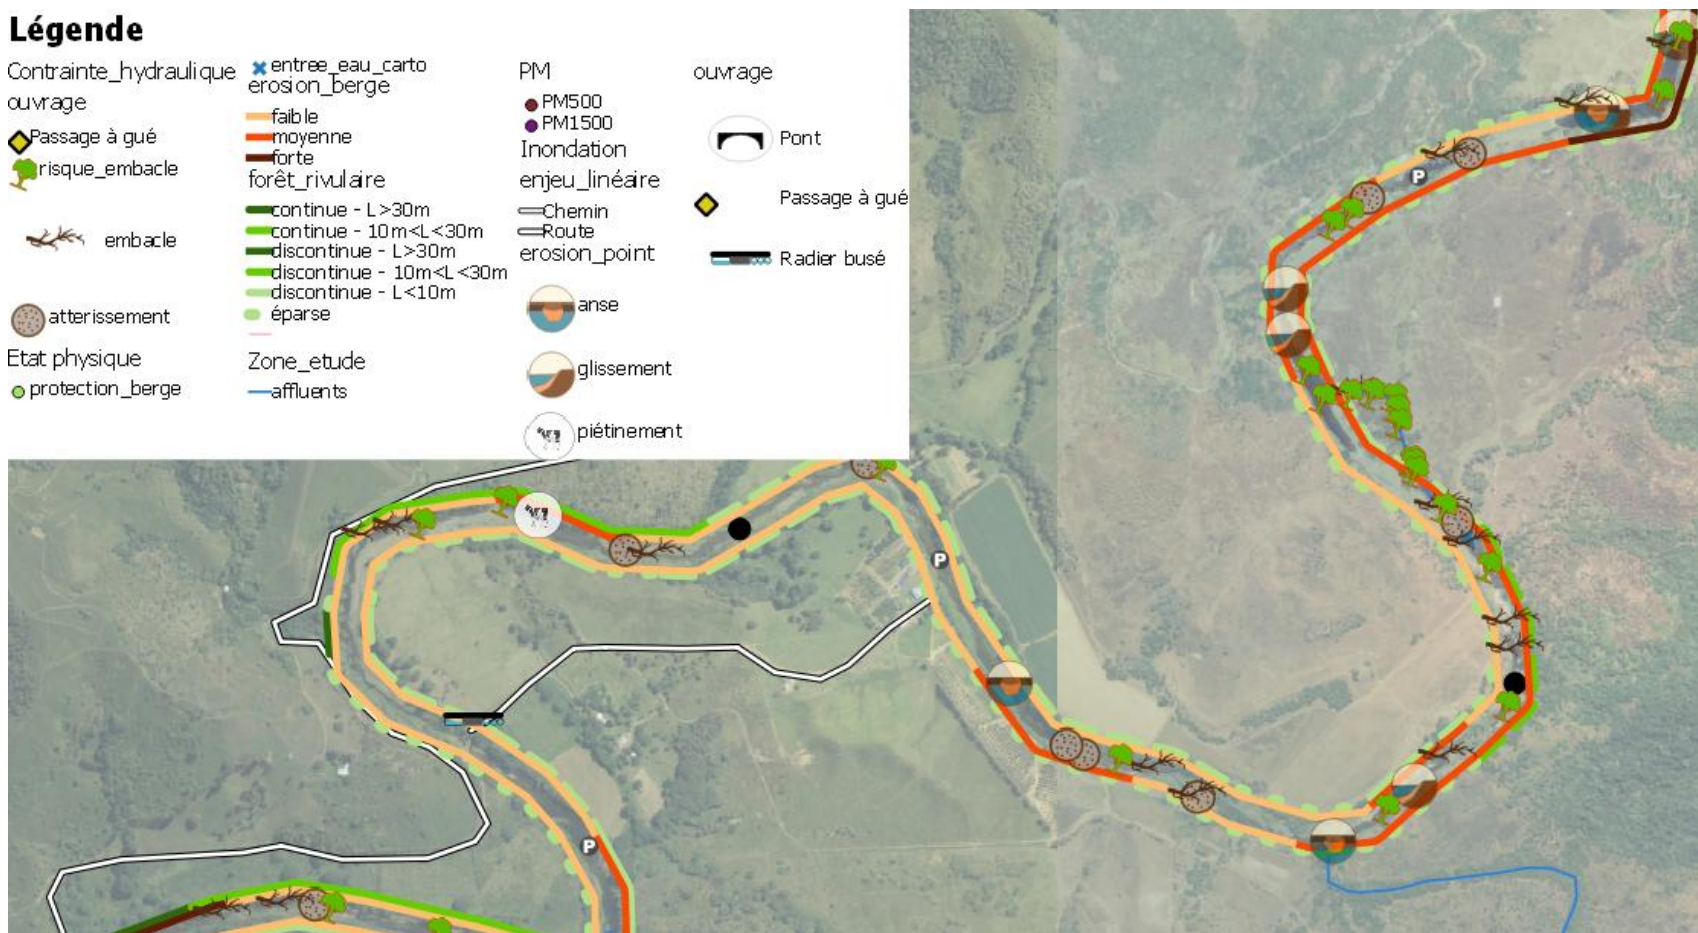 Légende
Contrainte_hydraulique
ouvrage
Passage à gué
risque_embacle
embacle
atterissement
Etat physique
protection_berge
entree_eau_carto
erosion_berge
faible
moyenne
forte
forêt_rivulaire
continue - L>30m
continue - 10m<L<30m
discontinue - L>30m
discontinue - 10m<L<30m
discontinue - L<10m
éparse
Zone_etude
affluents
PM
PM500
PM1500
Inondation
enjeu_linéaire
Chemin
Route
erosion_point
anse
glissement
piétinement
ouvrage
Pont
Passage à gué
Radier busé
P
P
P